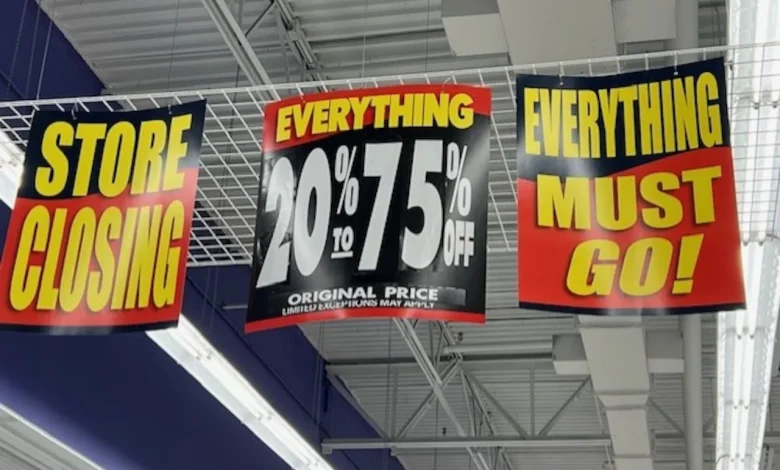 STORE
CLOSING
EVERYTHING
20% TO 75% OFF
ORIGINAL PRICE
LIMITED EXCEPTIONS MAY APPLY
EVERYTHING
MUST
GO!